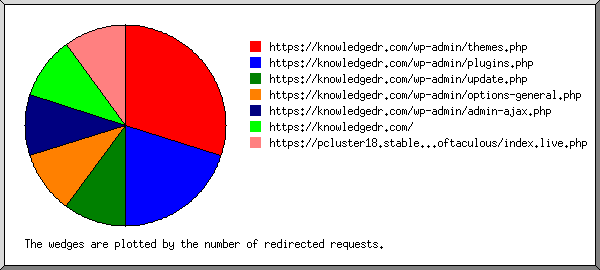 https://knowledgedr.com/wp-admin/themes.php
https://knowledgedr.com/wp-admin/plugins.php
https://knowledgedr.com/wp-admin/update.php
https://knowledgedr.com/wp-admin/options-general.php
https://knowledgedr.com/wp-admin/admin-ajax.php
https://knowledgedr.com/
https://pcluster18.stable...oftaculous/index.live.php
The wedges are plotted by the number of redirected requests.